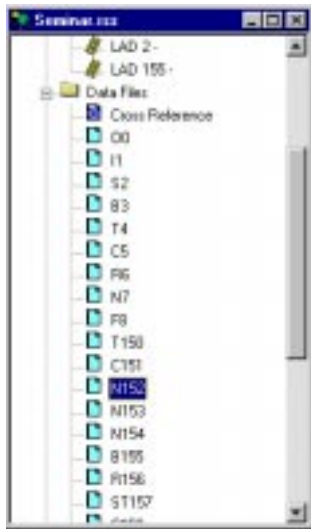 Seminar.rss
LAD 2 -
LAD 155 -
Data Files
Cross Reference
O0
I1
S2
B3
T4
C5
R6
N7
F8
T150
C151
N152
N153
N154
B155
R156
ST157